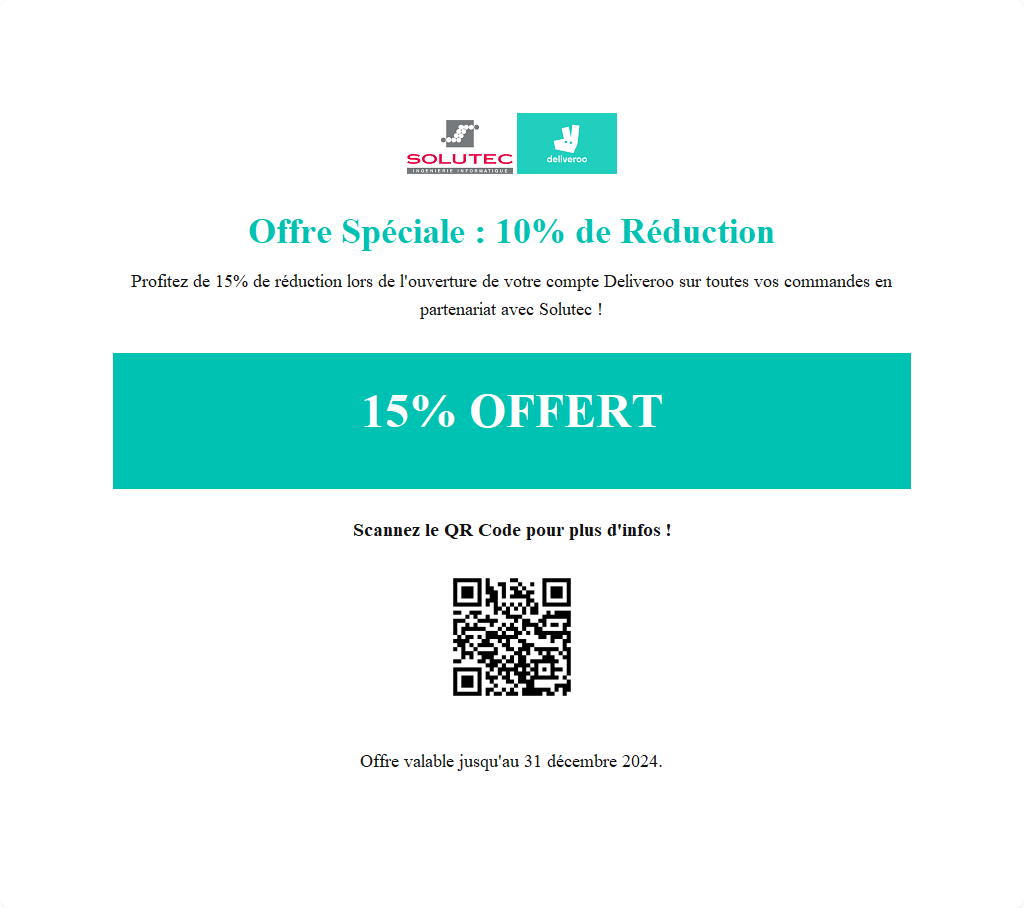 SOLUTEC
INGÉNIERIE INFORMATIQUE
deliveroo
Offre Spéciale : 10% de Réduction
Profitez de 15% de réduction lors de l'ouverture de votre compte Deliveroo sur toutes vos commandes en
partenariat avec Solutec !
15% OFFERT
Scannez le QR Code pour plus d'infos !
Offre valable jusqu'au 31 décembre 2024.